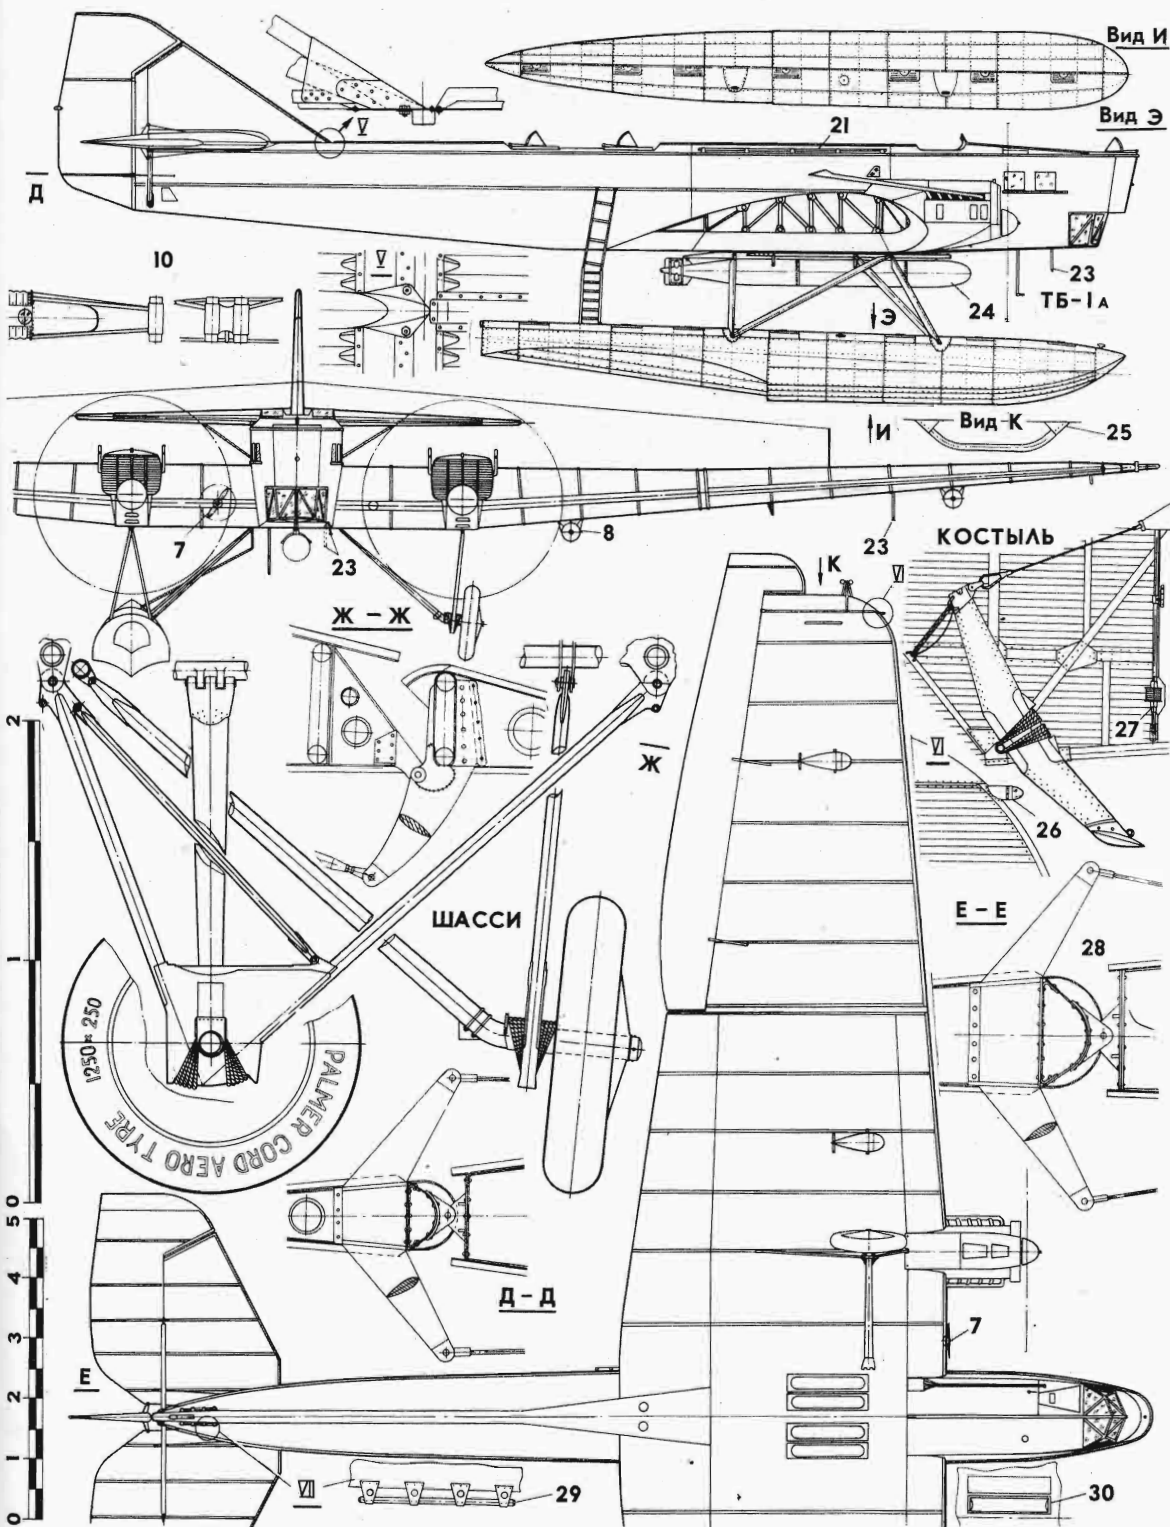 Вид И
Вид Э
21
V
Д
10
V
23
ТБ-1А
24
Э
И
Вид К
25
7
23
8
23
КОСТЫЛЬ
К
VI
Ж - Ж
2
27
Ж
VI
26
ШАССИ
Е - Е
28
1
1250×250
PALMER CORD AERO TYRE
0
5
4
Д - Д
3
7
Е
2
1
VII
29
30
0